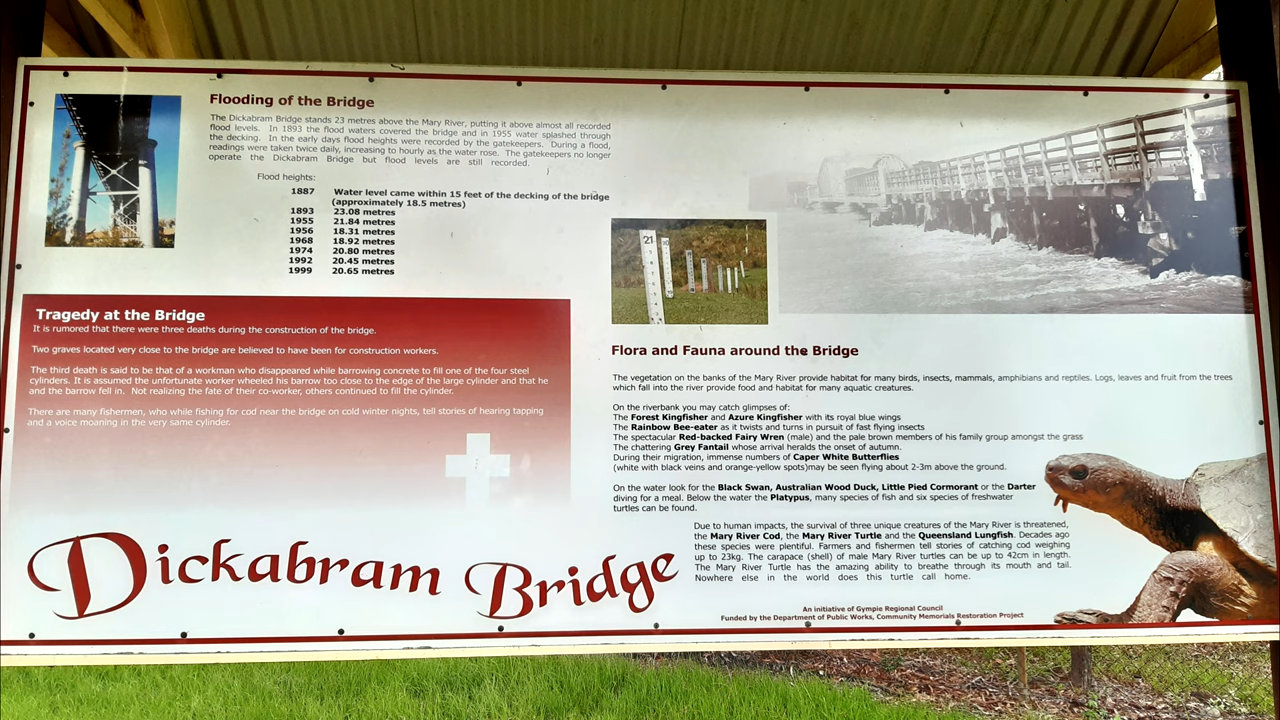 Flooding of the Bridge
The Dickabram Bridge stands 23 metres above the Mary River, putting it above almost all recorded
flood levels. In 1893 the flood waters covered the bridge and in 1955 water splashed through
the decking. In the early days flood heights were recorded by the gatekeepers. During a flood,
readings were taken twice daily, increasing to hourly as the water rose. The gatekeepers no longer
operate the Dickabram Bridge but flood levels are still recorded.
Flood heights:
1887 Water level came within 15 feet of the decking of the bridge
(approximately 18.5 metres)
1893 23.08 metres
1955 21.84 metres
1956 18.31 metres
1968 18.92 metres
1974 20.80 metres
1992 20.45 metres
1999 20.65 metres
21
Tragedy at the Bridge
It is rumored that there were three deaths during the construction of the bridge.
Two graves located very close to the bridge are believed to have been for construction workers.
The third death is said to be that of a workman who disappeared while barrowing concrete to fill one of the four steel
cylinders. It is assumed the unfortunate worker wheeled his barrow too close to the edge of the large cylinder and that he
and the barrow fell in. Not realizing the fate of their co-worker, others continued to fill the cylinder.
There are many fishermen, who while fishing for cod near the bridge on cold winter nights, tell stories of hearing tapping
and a voice moaning in the very same cylinder.
Flora and Fauna around the Bridge
The vegetation on the banks of the Mary River provide habitat for many birds, insects, mammals, amphibians and reptiles. Logs, leaves and fruit from the trees
which fall into the river provide food and habitat for many aquatic creatures.
On the riverbank you may catch glimpses of:
The Forest Kingfisher and Azure Kingfisher with its royal blue wings
The Rainbow Bee-eater as it twists and turns in pursuit of fast flying insects
The spectacular Red-backed Fairy Wren (male) and the pale brown members of his family group amongst the grass
The chattering Grey Fantail whose arrival heralds the onset of autumn.
During their migration, immense numbers of Caper White Butterflies
(white with black veins and orange-yellow spots)may be seen flying about 2-3m above the ground.
On the water look for the Black Swan, Australian Wood Duck, Little Pied Cormorant or the Darter
diving for a meal. Below the water the Platypus, many species of fish and six species of freshwater
turtles can be found.
Due to human impacts, the survival of three unique creatures of the Mary River is threatened,
the Mary River Cod, the Mary River Turtle and the Queensland Lungfish. Decades ago
these species were plentiful. Farmers and fishermen tell stories of catching cod weighing
up to 23kg. The carapace (shell) of male Mary River turtles can be up to 42cm in length.
The Mary River Turtle has the amazing ability to breathe through its mouth and tail.
Nowhere else in the world does this turtle call home.
Dickabram Bridge
An initiative of Gympie Regional Council
Funded by the Department of Public Works, Community Memorials Restoration Project